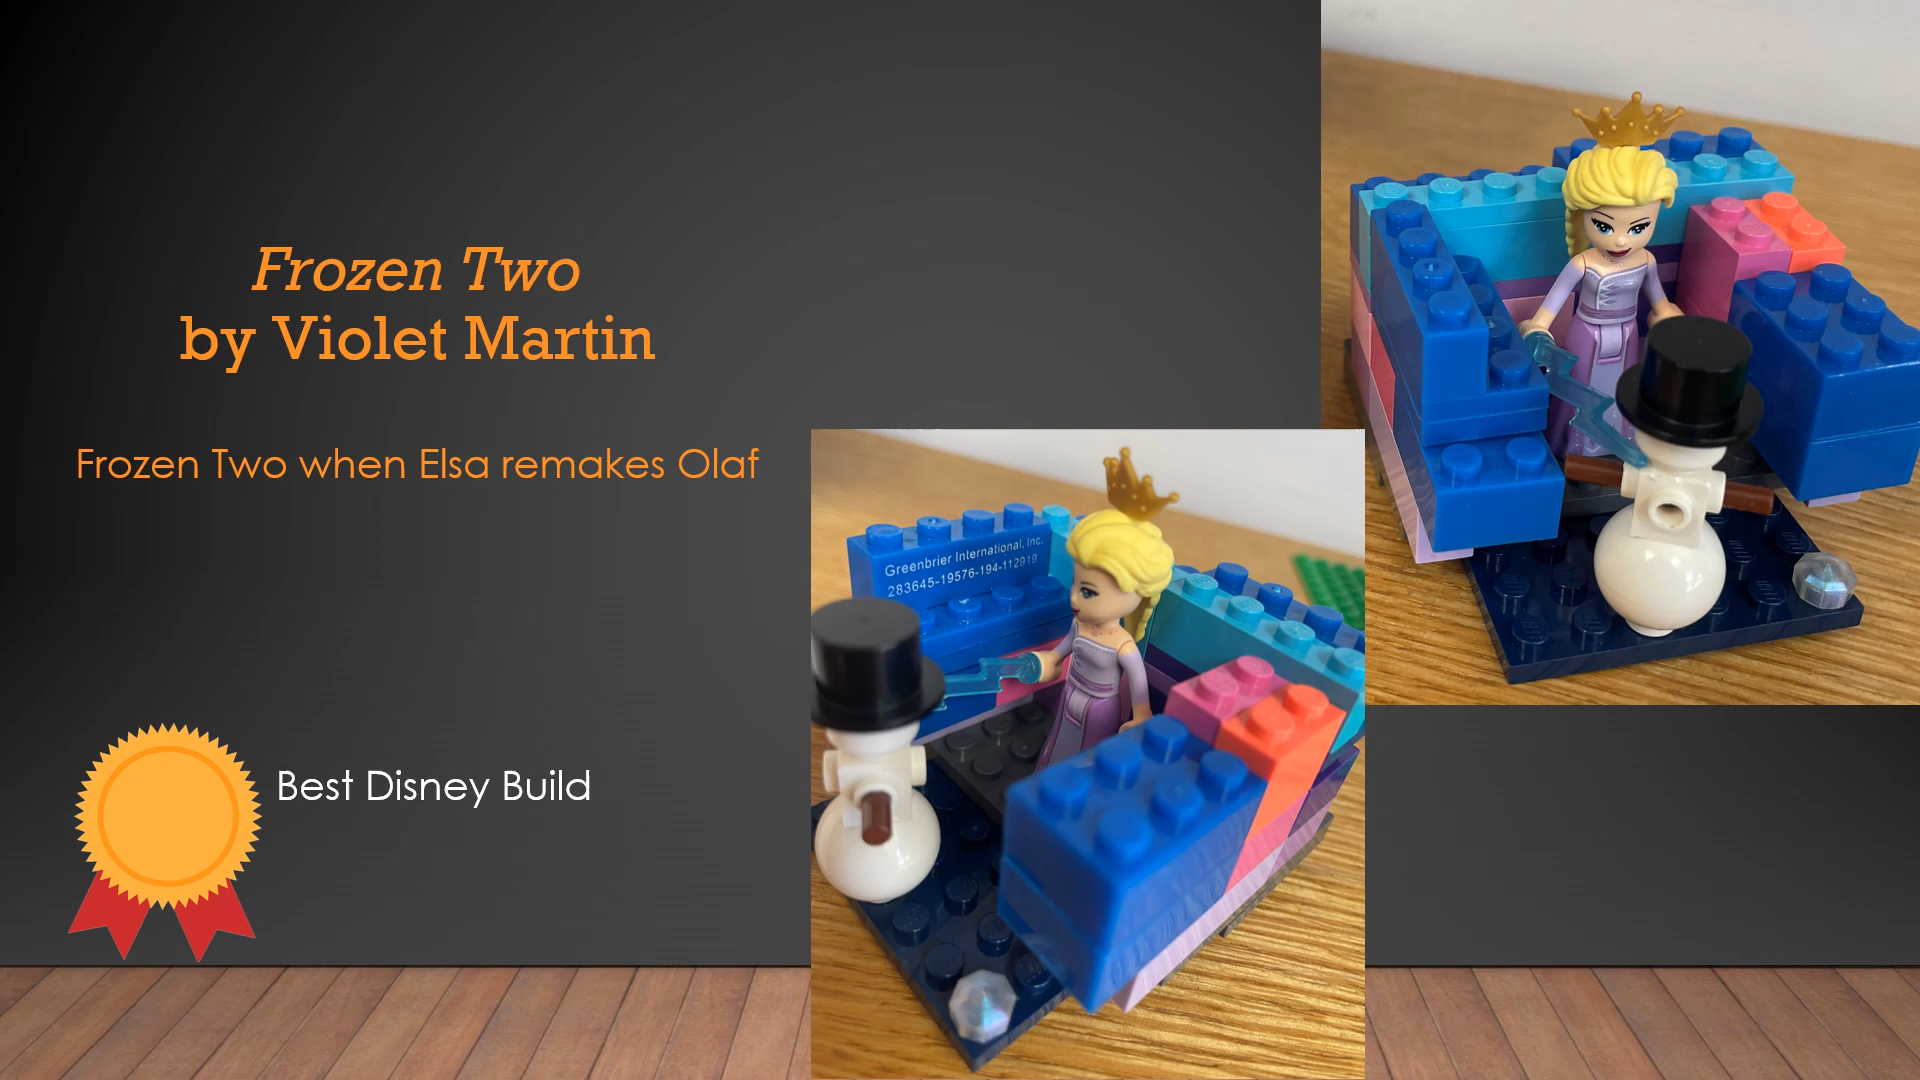 Frozen Two
by Violet Martin
Frozen Two when Elsa remakes Olaf
Best Disney Build
Greenbrier International, Inc.
283645-19576-194-112919